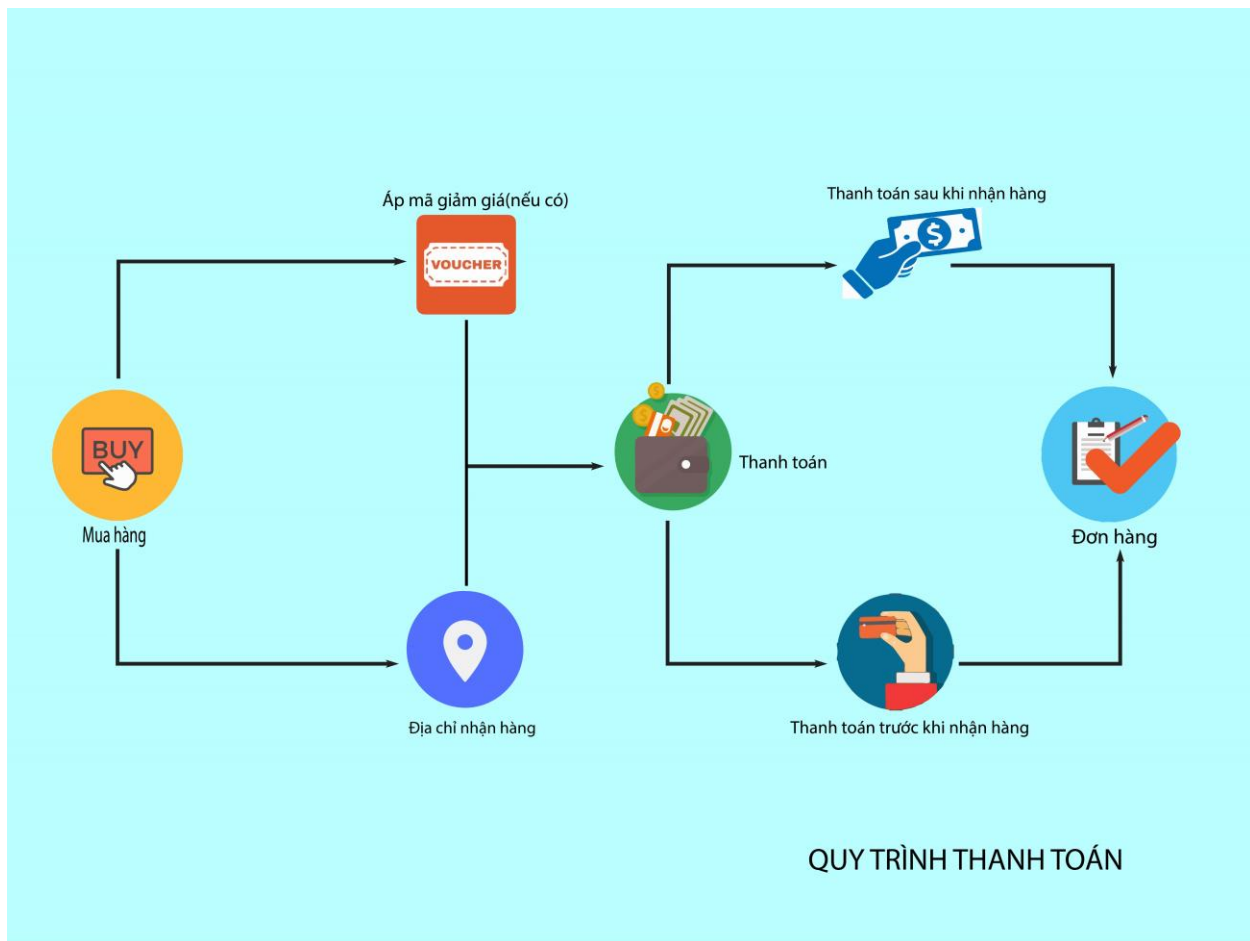 Áp mã giảm giá(nếu có)
VOUCHER
Thanh toán sau khi nhận hàng
BUY
Mua hàng
Thanh toán
Đơn hàng
Địa chỉ nhận hàng
Thanh toán trước khi nhận hàng
QUY TRÌNH THANH TOÁN